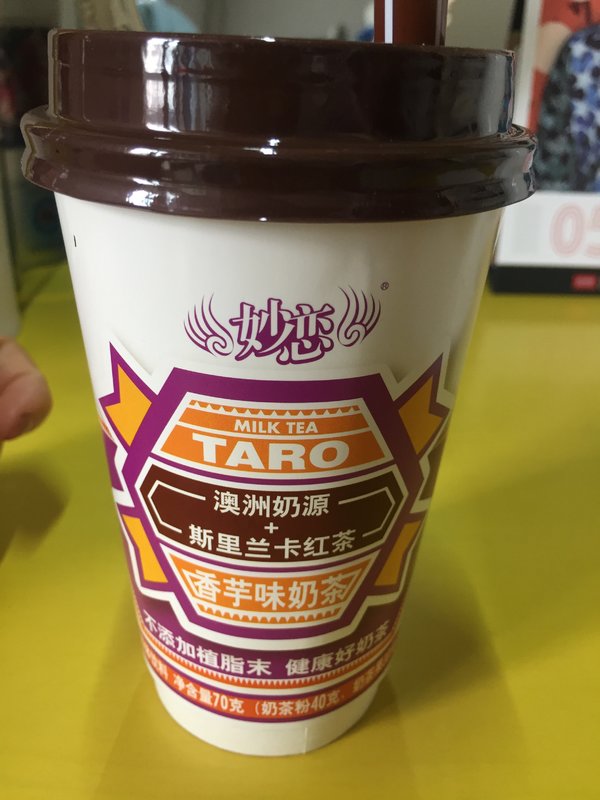 妙恋®
MILK TEA
TARO
澳洲奶源
+
斯里兰卡红茶
香芋味奶茶
不添加植脂末 健康好奶茶
净含量70克（奶茶粉40克
05